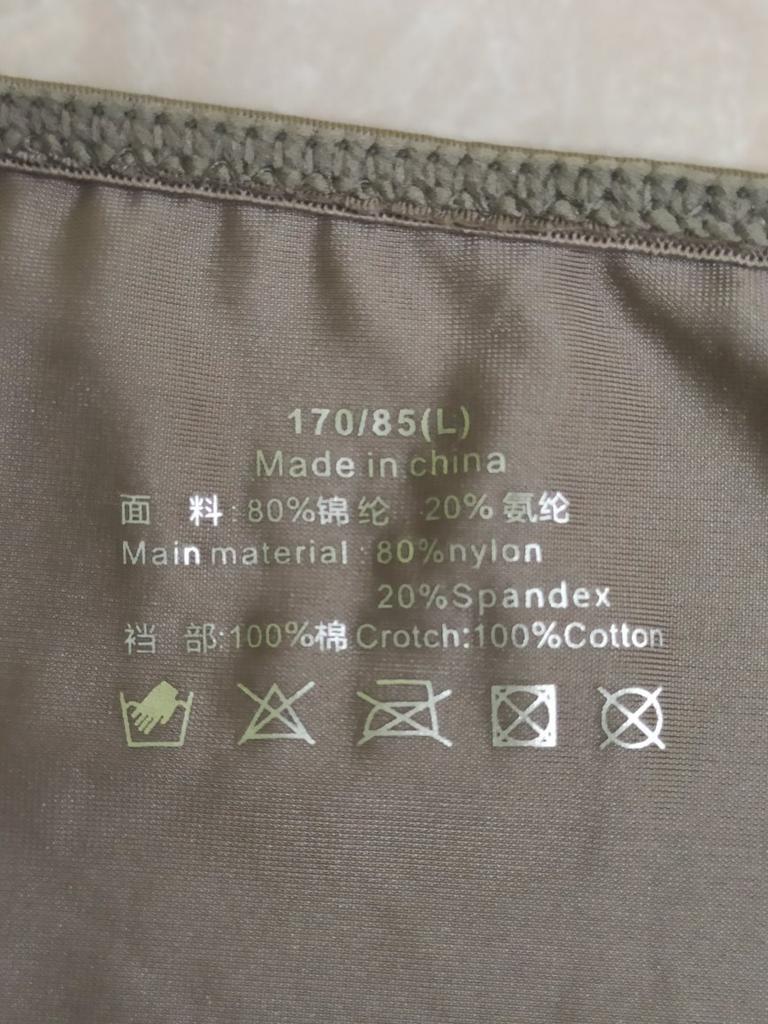 170/85(L)
Made in china
面 料: 80%锦纶 20%氨纶
Main material: 80%nylon
20%Spandex
裆 部:100%棉 Crotch:100%Cotton